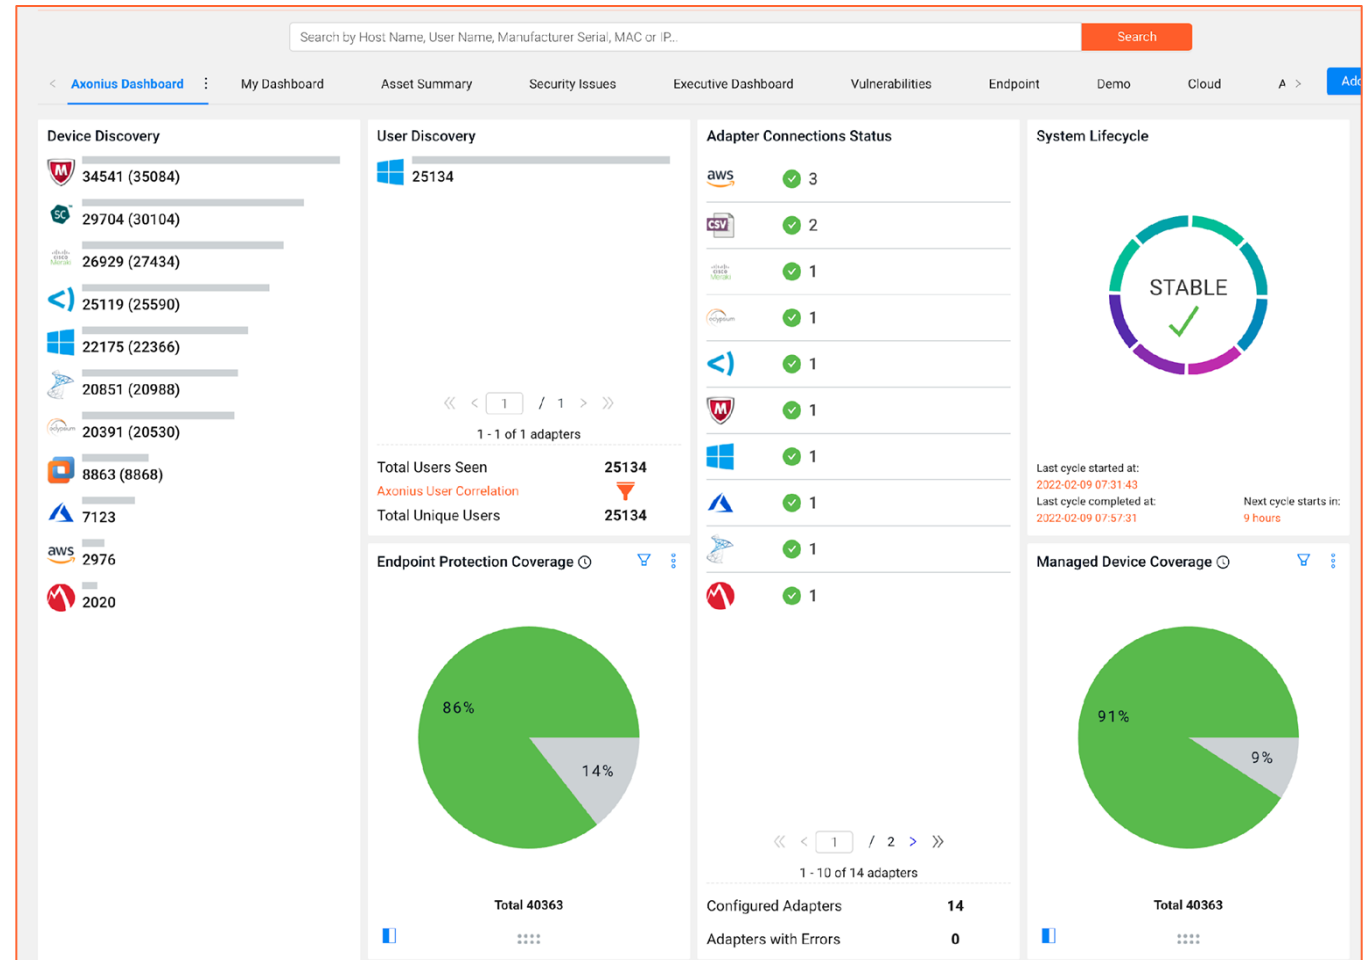 Search by Host Name, User Name, Manufacturer Serial, MAC or IP...
Search
Axonius Dashboard
My Dashboard
Asset Summary
Security Issues
Executive Dashboard
Vulnerabilities
Endpoint
Demo
Cloud
A
Device Discovery
34541 (35084)
SC
29704 (30104)
26929 (27434)
25119 (25590)
22175 (22366)
20851 (20988)
20391 (20530)
8863 (8868)
7123
aws
2976
2020
User Discovery
25134
1 / 1
1 - 1 of 1 adapters
Total Users Seen 25134
Axonius User Correlation
Total Unique Users 25134
Endpoint Protection Coverage
86%
14%
Total 40363
Adapter Connections Status
aws 3
CSV 2
1
1
1
1
1
1
1
1
1 / 2
1 - 10 of 14 adapters
Configured Adapters 14
Adapters with Errors 0
System Lifecycle
STABLE
Last cycle started at:
2022-02-09 07:31:43
Last cycle completed at:
2022-02-09 07:57:31
Next cycle starts in:
9 hours
Managed Device Coverage
91%
9%
Total 40363